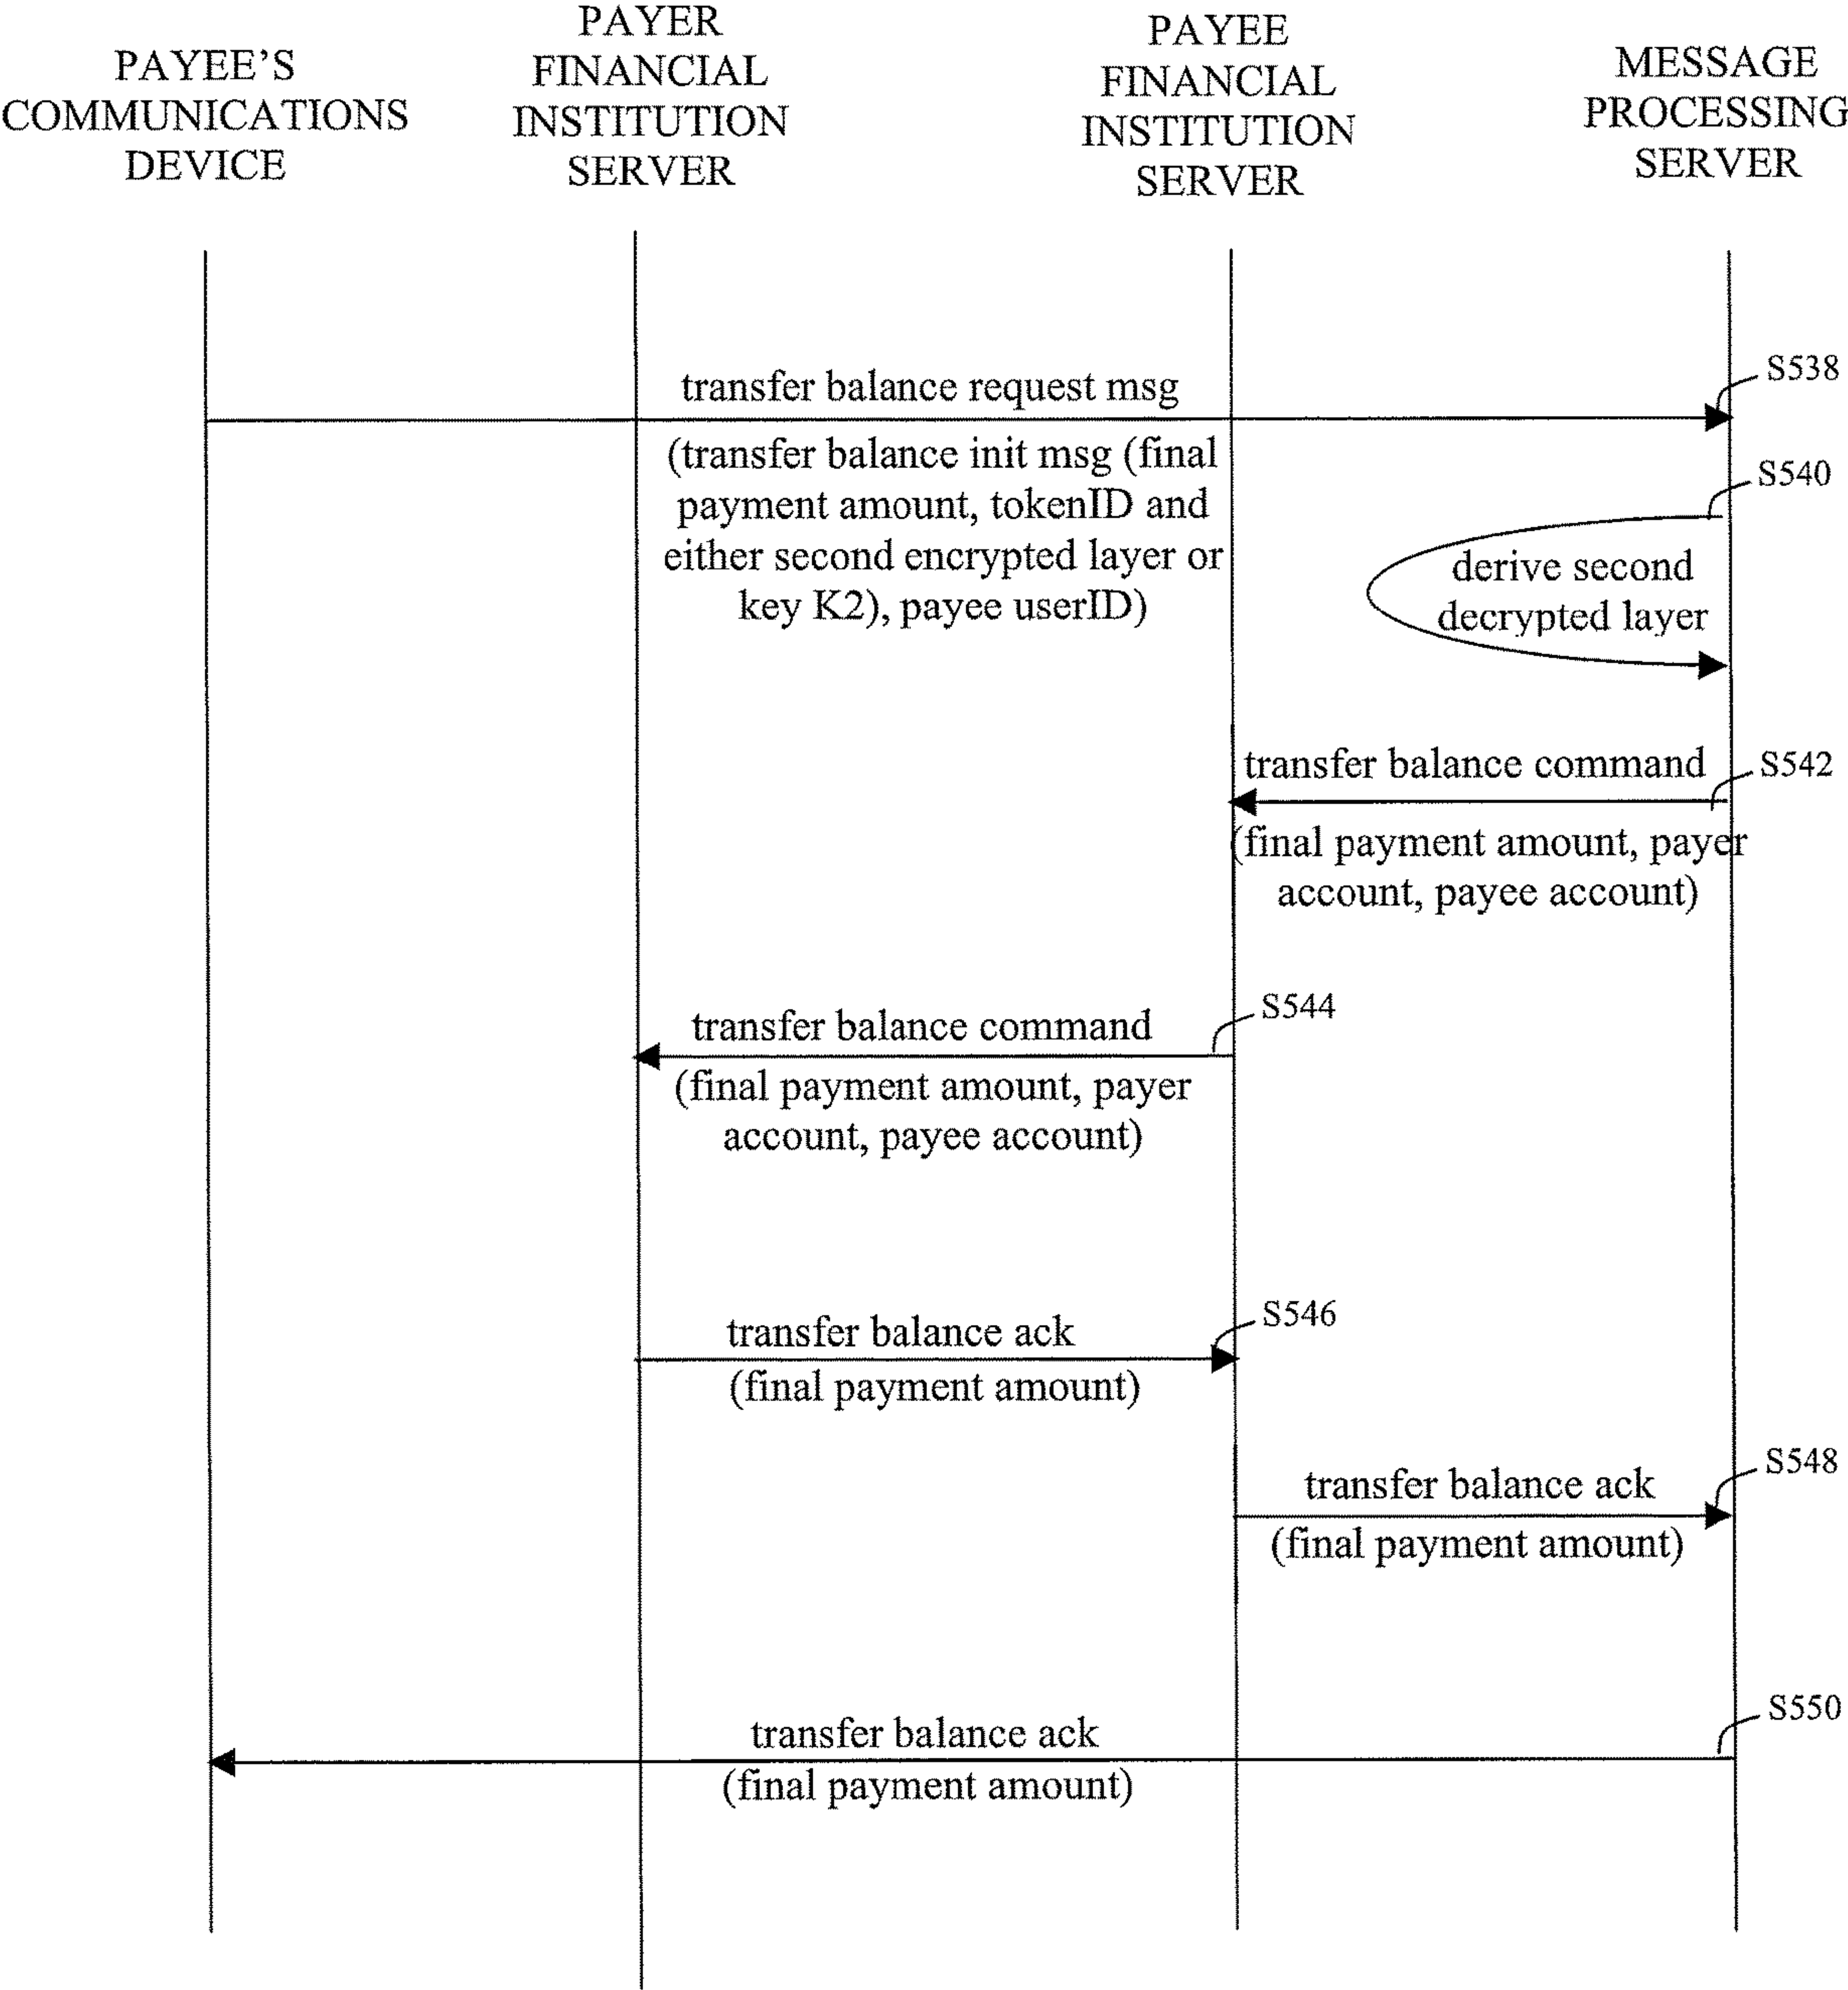 PAYEE'S
COMMUNICATIONS
DEVICE
PAYER
FINANCIAL
INSTITUTION
SERVER
PAYEE
FINANCIAL
INSTITUTION
SERVER
MESSAGE
PROCESSING
SERVER
transfer balance request msg
S538
(transfer balance init msg (final
payment amount, tokenID and
either second encrypted layer or
key K2), payee userID)
S540
derive second
decrypted layer
transfer balance command
S542
(final payment amount, payer
account, payee account)
transfer balance command
S544
(final payment amount, payer
account, payee account)
transfer balance ack
S546
(final payment amount)
transfer balance ack
S548
(final payment amount)
transfer balance ack
S550
(final payment amount)